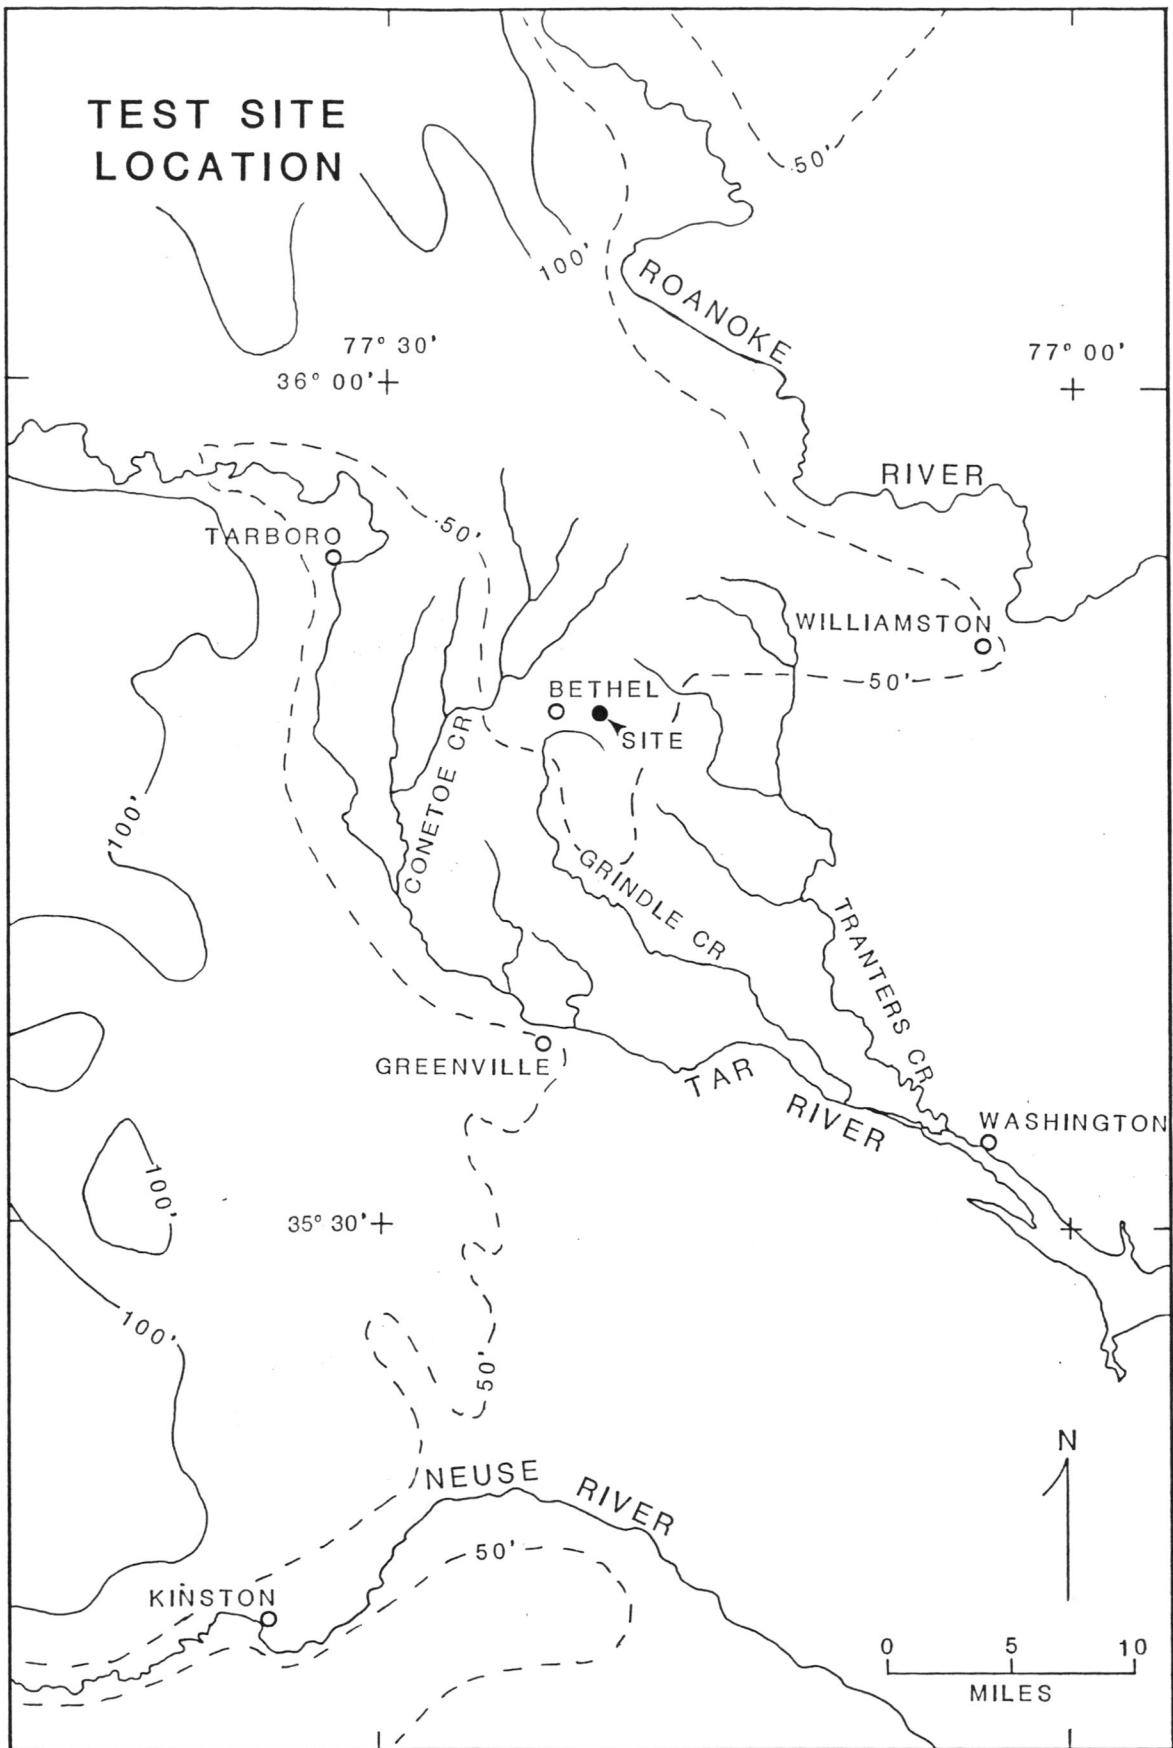 TEST SITE
LOCATION
50'
100'
ROANOKE
77° 30'
77° 00'
36° 00'
RIVER
50'
TARBORO
WILLIAMSTON
50'
BETHEL
SITE
CONETOE CR
100'
GRINDLE CR
TRANTERS CR
GREENVILLE
TAR
RIVER
WASHINGTON
100'
35° 30'
100'
50'
N
NEUSE
RIVER
50'
KINSTON
0 5 10
MILES